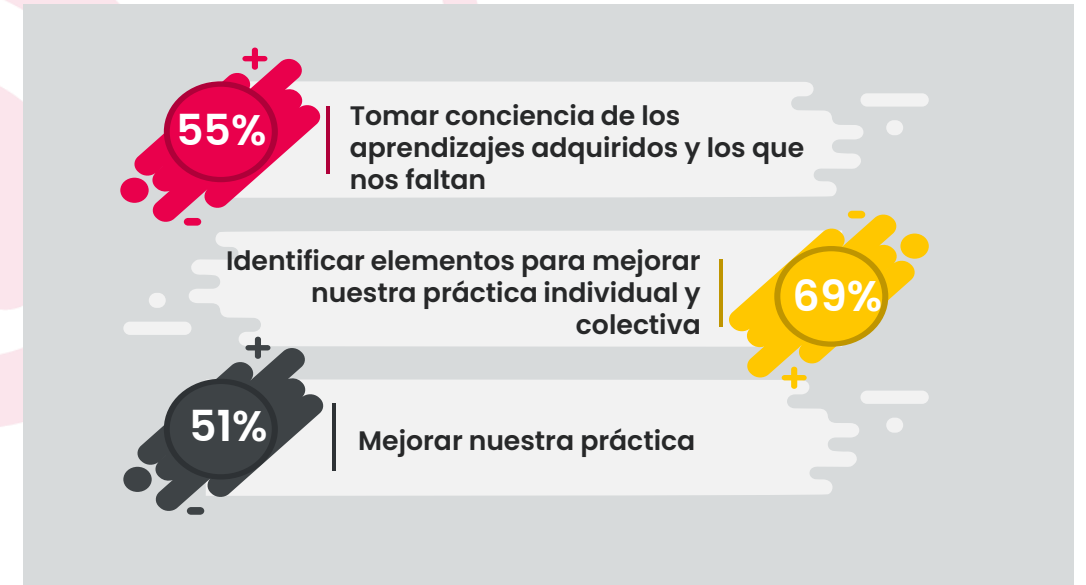 55%
Tomar conciencia de los
aprendizajes adquiridos y los que
nos faltan
Identificar elementos para mejorar
nuestra práctica individual y
colectiva
69%
51%
Mejorar nuestra práctica